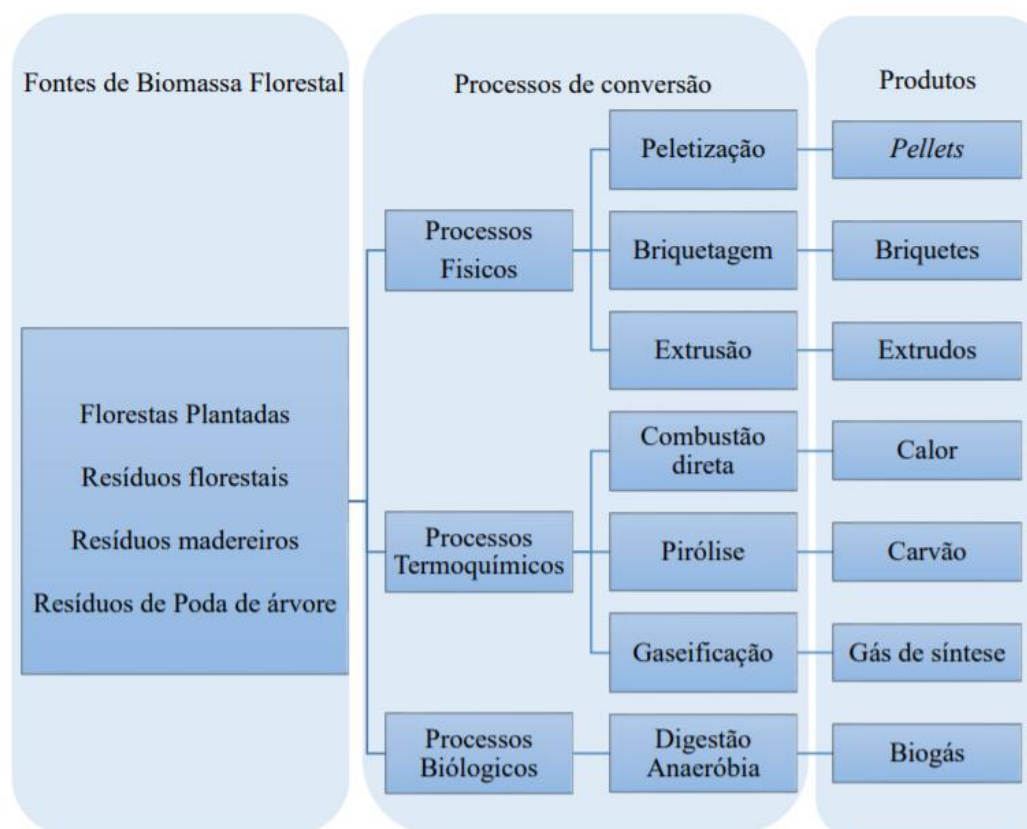 Fontes de Biomassa Florestal
Processos de conversão
Produtos
Florestas Plantadas
Resíduos florestais
Resíduos madereiros
Resíduos de Poda de árvore
Processos
Fisicos
Peletização
Pellets
Briquetagem
Briquetes
Extrusão
Extrudos
Processos
Termoquímicos
Combustão
direta
Calor
Pirólise
Carvão
Gaseificação
Gás de síntese
Processos
Biólogicos
Digestão
Anaeróbia
Biogás